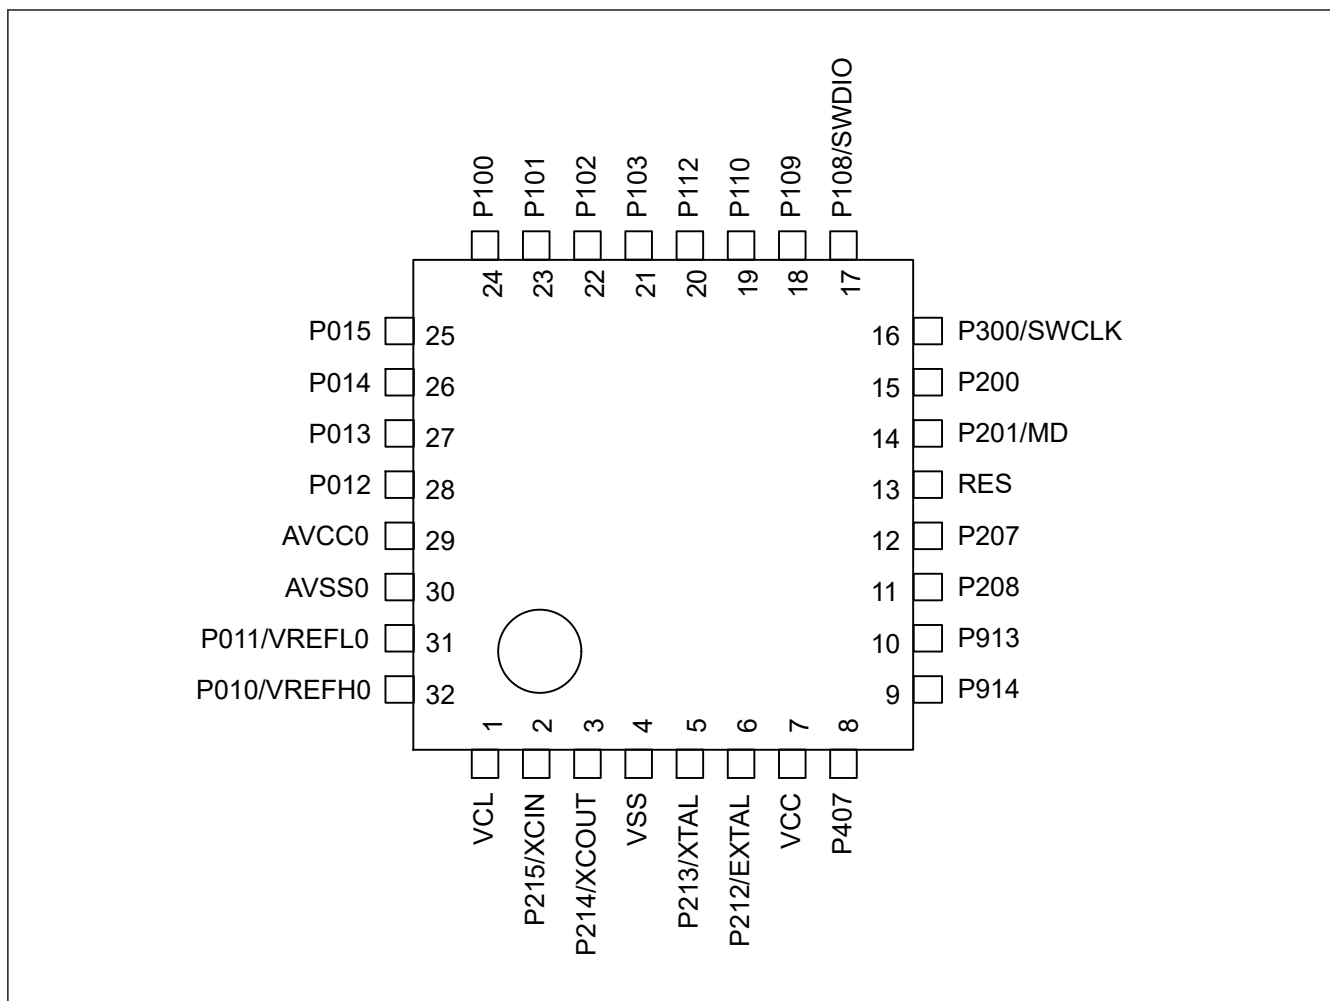 P100
P101
P102
P103
P112
P110
P109
P108/SWDIO
24
23
22
21
20
19
18
17
P015 25
P014 26
P013 27
P012 28
AVCC0 29
AVSS0 30
P011/VREFL0 31
P010/VREFH0 32
16 P300/SWCLK
15 P200
14 P201/MD
13 RES
12 P207
11 P208
10 P913
9 P914
1
2
3
4
5
6
7
8
VCL
P215/XCIN
P214/XCOUT
VSS
P213/XTAL
P212/EXTAL
VCC
P407